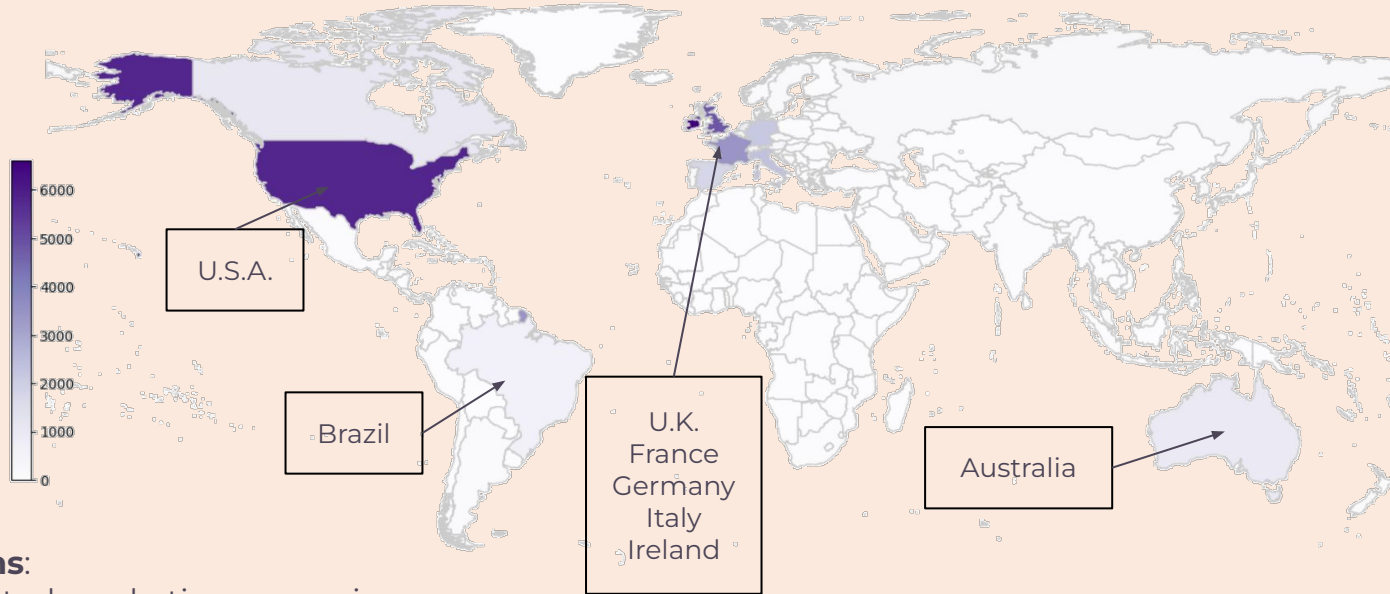 6000
5000
4000
3000
2000
1000
0
U.S.A.
Brazil
U.K.
France
Germany
Italy
Ireland
Australia
ns: